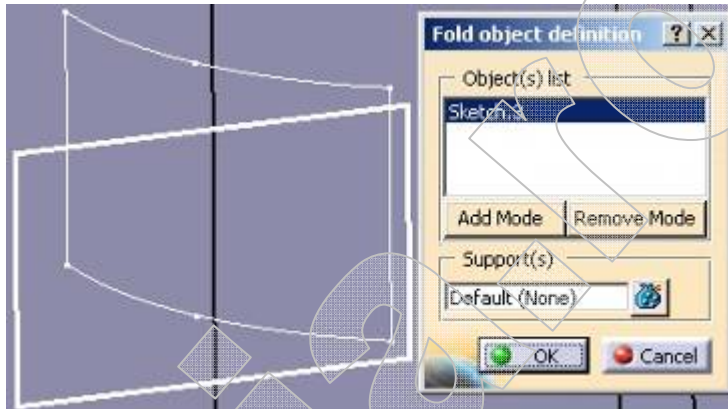 Fold object definition
Object(s) list
Sketch.3
Add Mode Remove Mode
Support(s)
Default (None)
OK Cancel